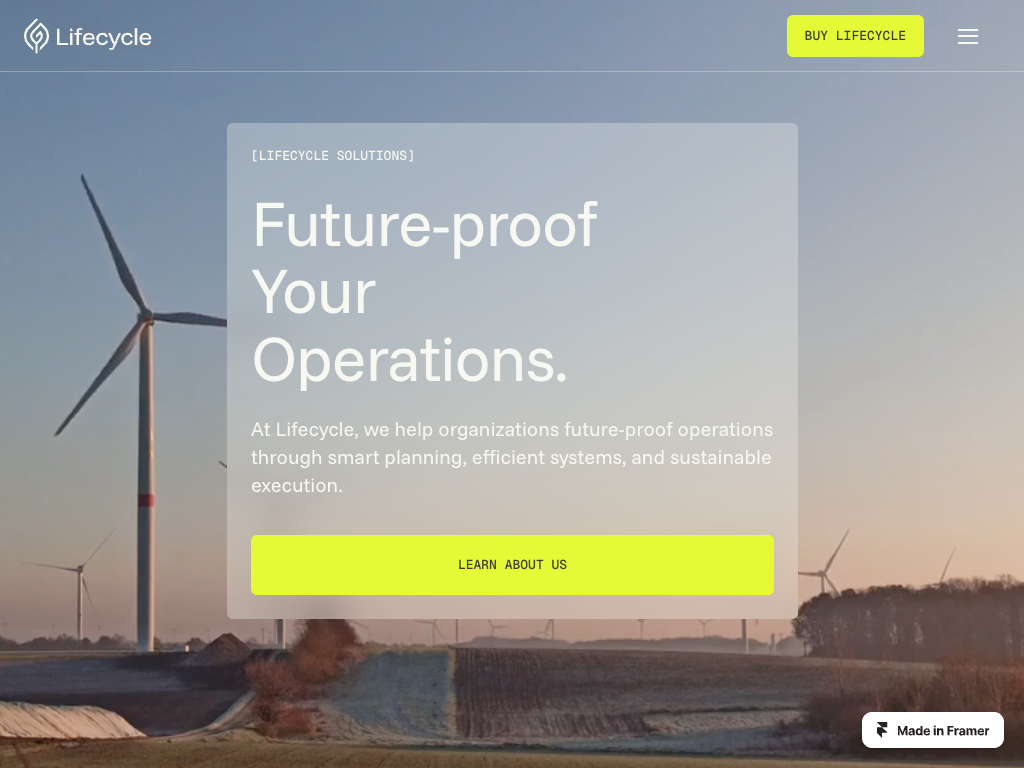 Lifecycle
BUY LIFECYCLE
[LIFECYCLE SOLUTIONS]
Future-proof
Your
Operations.
At Lifecycle, we help organizations future-proof operations
through smart planning, efficient systems, and sustainable
execution.
LEARN ABOUT US
Made in Framer